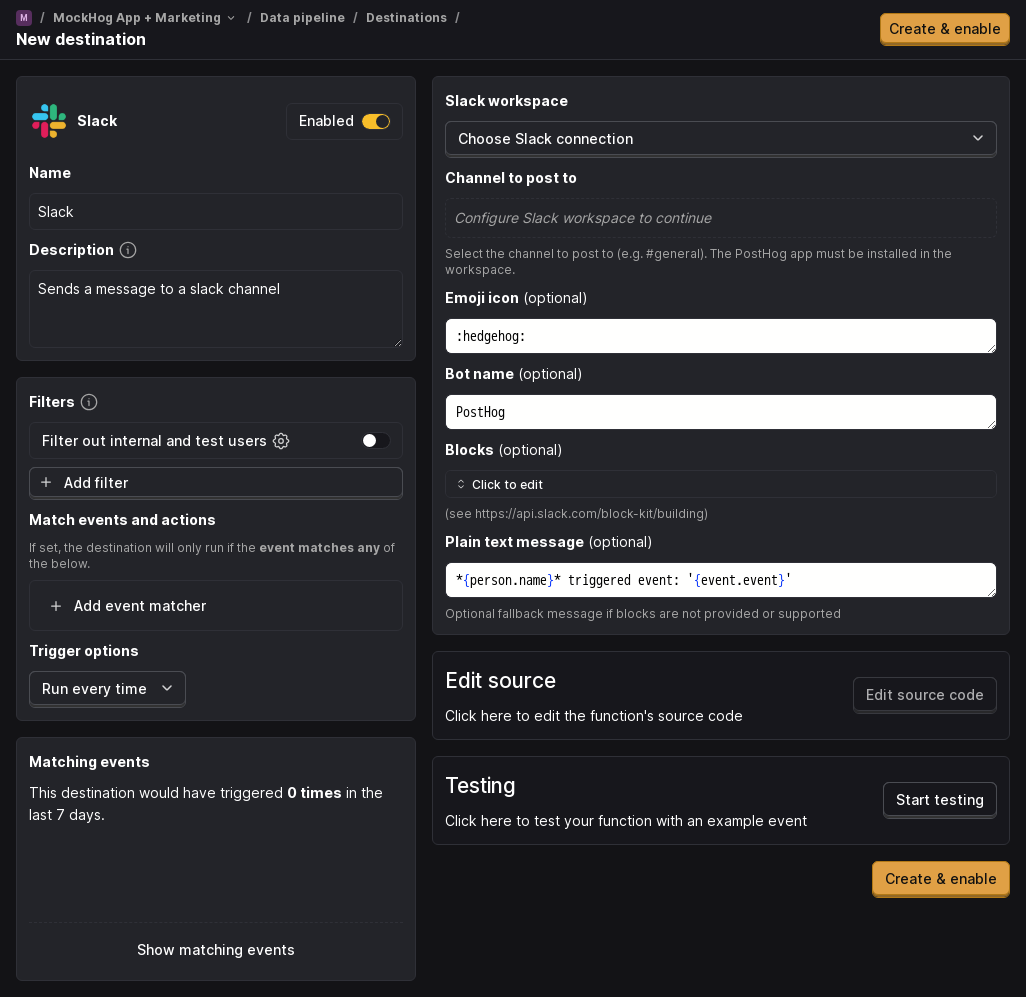 M / MockHog App + Marketing / Data pipeline / Destinations /
New destination
Create & enable
Slack
Enabled
Name
Slack
Description
Sends a message to a slack channel
Filters
Filter out internal and test users
Add filter
Match events and actions
If set, the destination will only run if the event matches any of
the below.
Add event matcher
Trigger options
Run every time
Matching events
This destination would have triggered 0 times in the
last 7 days.
Show matching events
Slack workspace
Choose Slack connection
Channel to post to
Configure Slack workspace to continue
Select the channel to post to (e.g. #general). The PostHog app must be installed in the
workspace.
Emoji icon (optional)
:hedgehog:
Bot name (optional)
PostHog
Blocks (optional)
Click to edit
(see https://api.slack.com/block-kit/building)
Plain text message (optional)
*{person.name}* triggered event: '{event.event}'
Optional fallback message if blocks are not provided or supported
Edit source
Click here to edit the function's source code
Edit source code
Testing
Click here to test your function with an example event
Start testing
Create & enable